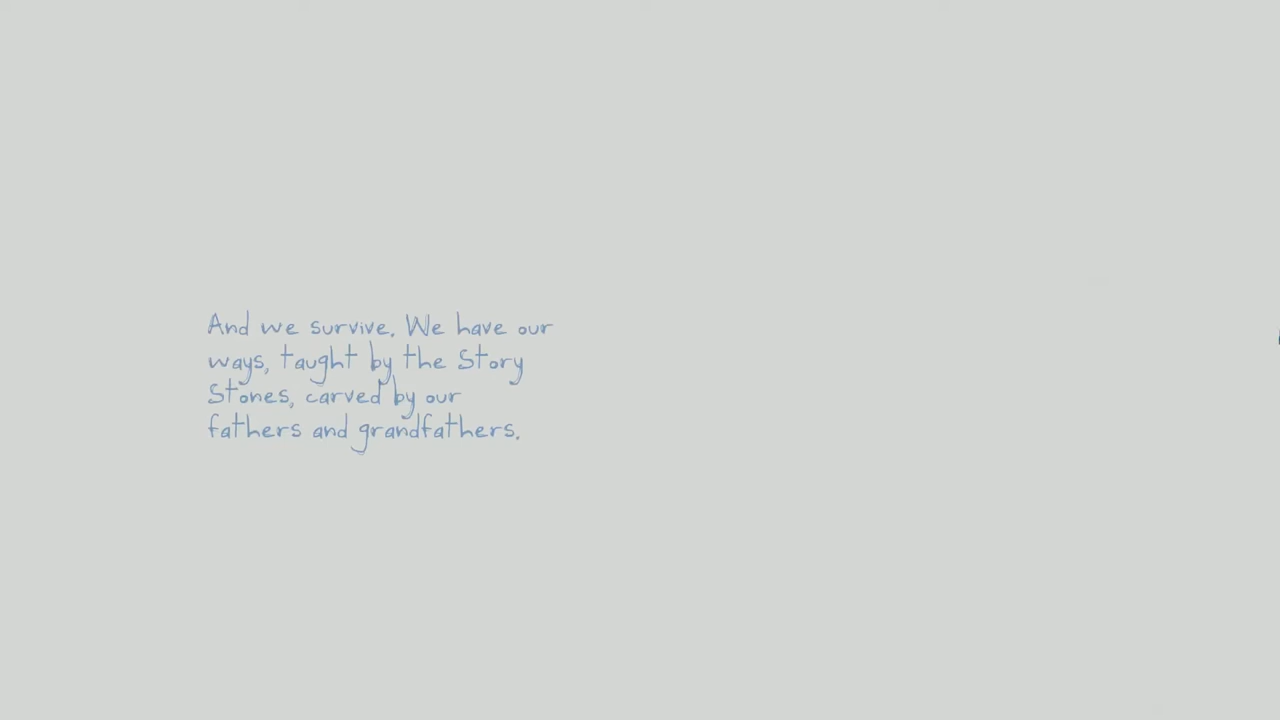 And we survive. We have our
ways, taught by the Story
Stones, carved by our
fathers and grandfathers.